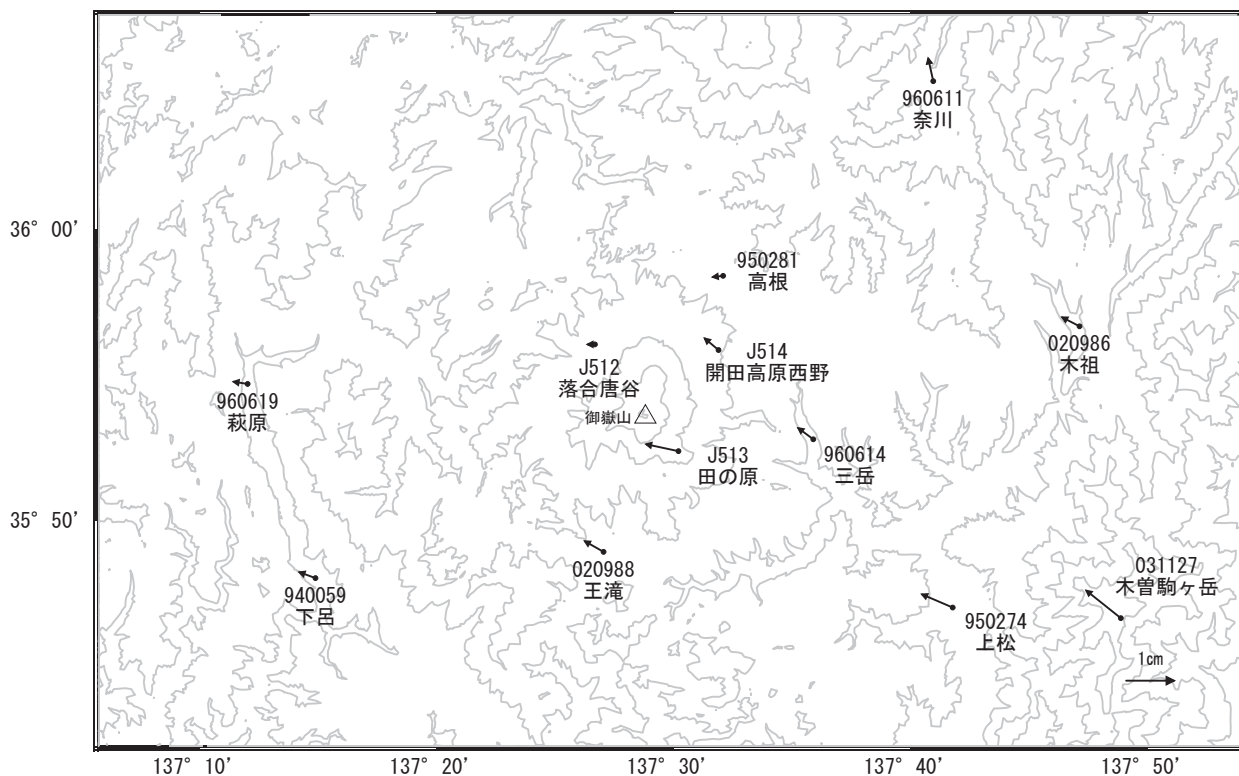 960611
奈川
36° 00'
950281
高根
020986
木祖
J514
開田高原西野
J512
落合唐谷
御嶽山
960619
萩原
J513
田の原
960614
三岳
35° 50'
020988
王滝
940059
下呂
031127
木曽駒ヶ岳
950274
上松
1cm
137° 10'
137° 20'
137° 30'
137° 40'
137° 50'